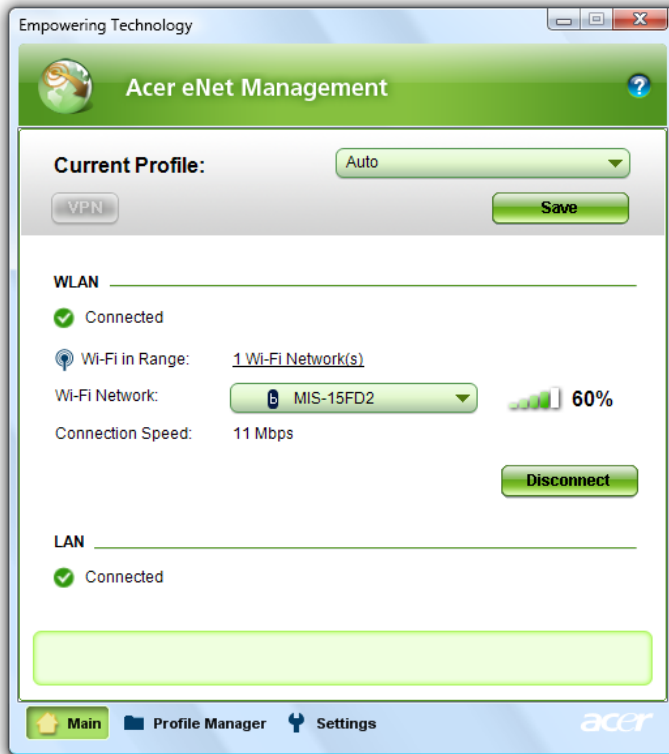 Empowering Technology
Acer eNet Management
?
Current Profile: Auto
VPN Save
WLAN
Connected
Wi-Fi in Range: 1 Wi-Fi Network(s)
Wi-Fi Network: b MIS-15FD2 60%
Connection Speed: 11 Mbps
Disconnect
LAN
Connected
Main Profile Manager Settings acer